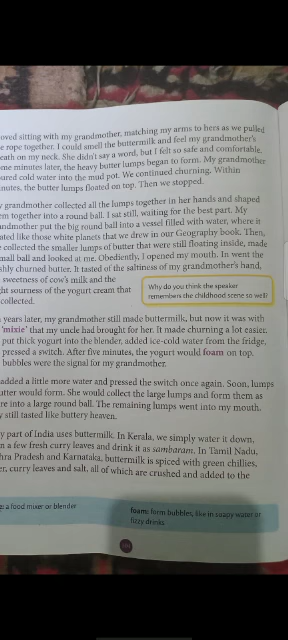 oved sitting with my grandmother, matching my arms to hers as we pulled
e rope together. I could smell the buttermilk and feel my grandmother's
eath on my neck. She didn't say a word, but I felt so safe and comfortable.
me minutes later, the heavy butter lumps began to form. My grandmother
ured cold water into the mud pot. We continued churning. Within
nutes, the butter lumps floated on top. Then we stopped.
y grandmother collected all the lumps together in her hands and shaped
em together into a round ball. I sat still, waiting for the best part. My
ndmother put the big round ball into a vessel filled with water, where it
ated like those white planets that we drew in our Geography book. Then,
e collected the smaller lumps of butter that were still floating inside, made
mall ball and looked at me. Obediently, I opened my mouth. In went the
shly churned butter. It tasted of the saltiness of my grandmother's hand,
sweetness of cow's milk and the
ht sourness of the yogurt cream that
collected.
Why do you think the speaker
remembers the childhood scene so well?
years later, my grandmother still made buttermilk, but now it was with
'mixie' that my uncle had brought for her. It made churning a lot easier.
put thick yogurt into the blender, added ice-cold water from the fridge,
pressed a switch. After five minutes, the yogurt would foam on top.
bubbles were the signal for my grandmother.
added a little more water and pressed the switch once again. Soon, lumps
utter would form. She would collect the large lumps and form them as
re into a large round ball. The remaining lumps went into my mouth.
y still tasted like buttery heaven.
y part of India uses buttermilk. In Kerala, we simply water it down,
n a few fresh curry leaves and drink it as sambaram. In Tamil Nadu,
hra Pradesh and Karnataka, buttermilk is spiced with green chillies,
er, curry leaves and salt, all of which are crushed and added to the
a food mixer or blender
foam: form bubbles, like in soapy water or
fizzy drinks